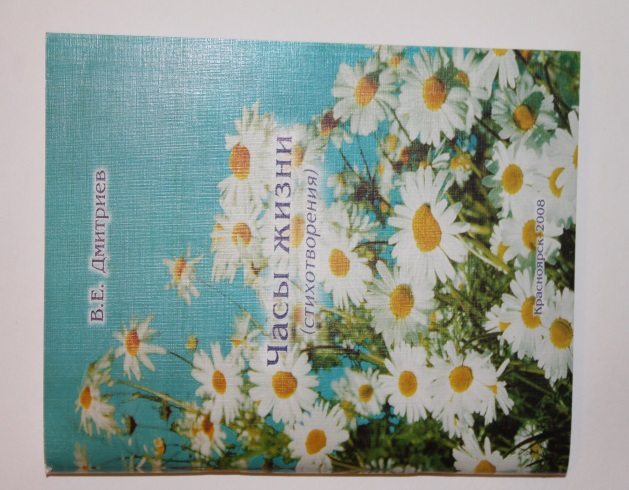 В.Е. Дмитриев
Часы жизни
(стихотворения)
Красноярск 2008